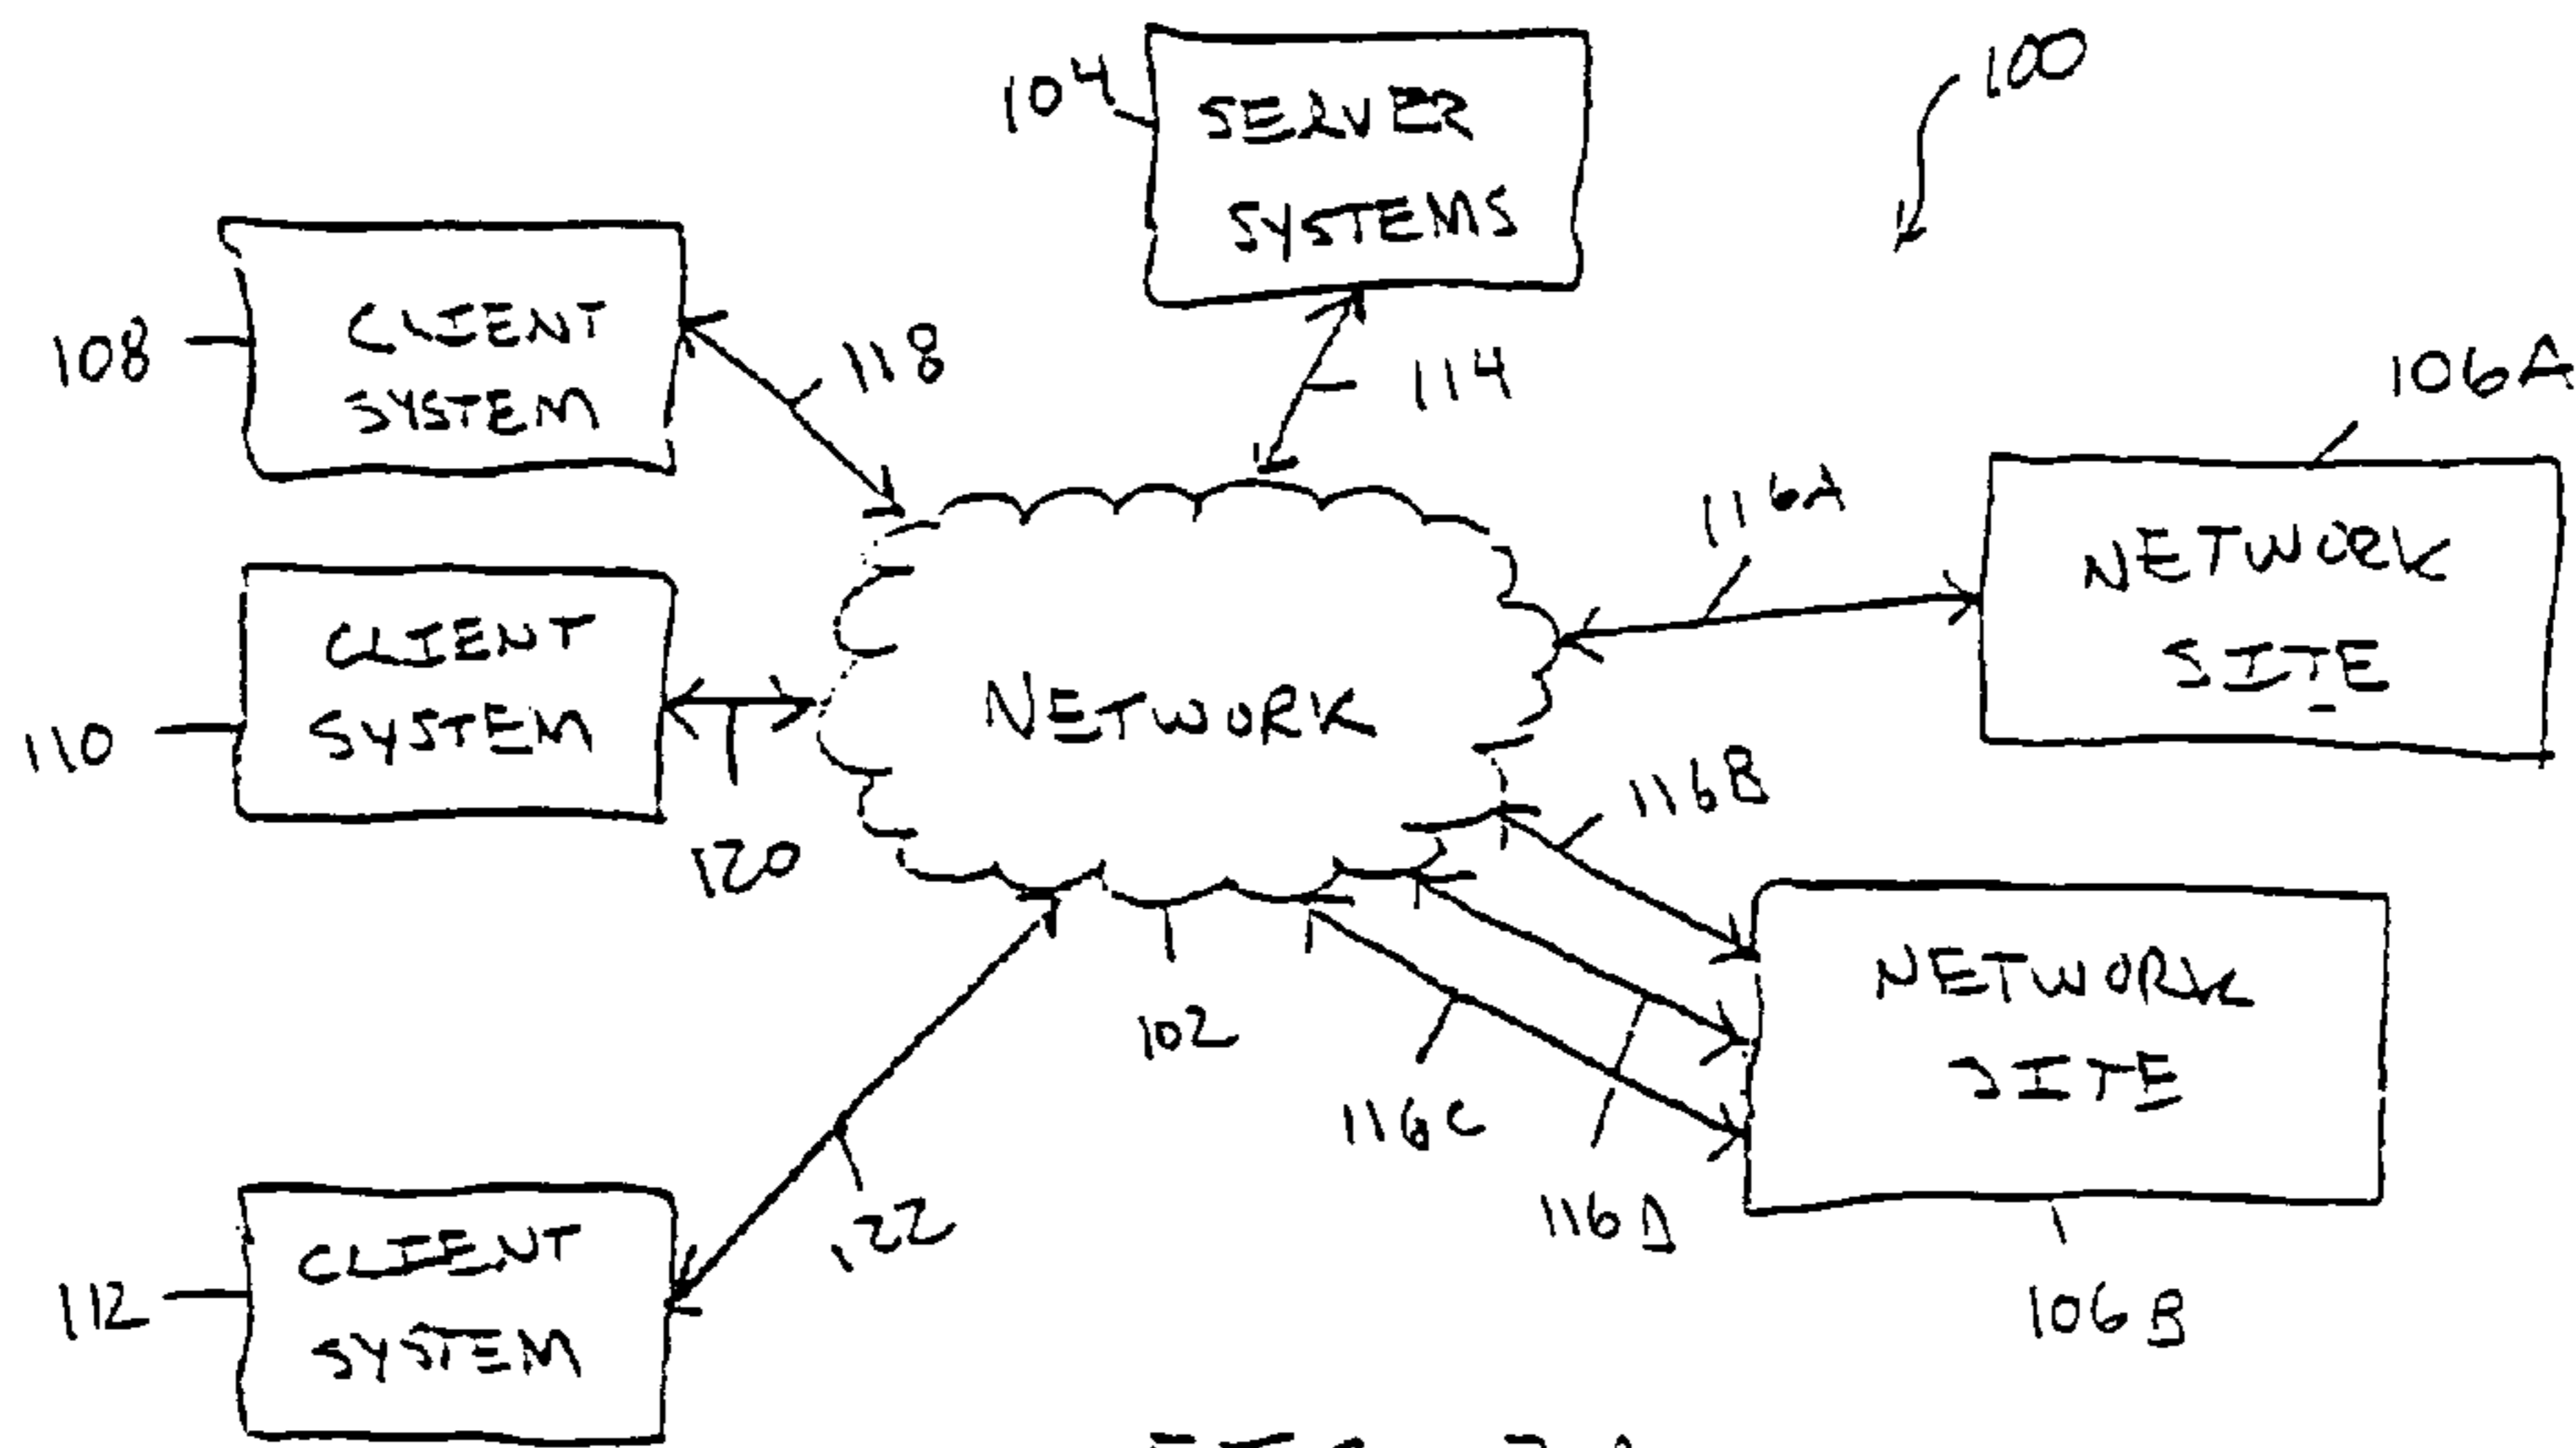 100
104
SERVER
SYSTEMS
108
CLIENT
SYSTEM
118
114
106A
NETWORK
SITE
116A
110
CLIENT
SYSTEM
120
NETWORK
102
116B
NETWORK
SITE
106B
116C
116D
122
112
CLIENT
SYSTEM